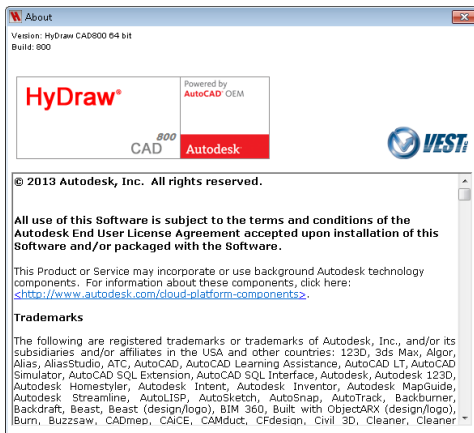 About
Version: HyDraw CAD800 64 bit
Build: 800
HyDraw®
800
CAD
Powered by
AutoCAD® OEM
Autodesk®
VEST.
© 2013 Autodesk, Inc.  All rights reserved.
All use of this Software is subject to the terms and conditions of the
Autodesk End User License Agreement accepted upon installation of this
Software and/or packaged with the Software.
This Product or Service may incorporate or use background Autodesk technology
components.  For information about these components, click here:
<http://www.autodesk.com/cloud-platform-components>.
Trademarks
The following are registered trademarks or trademarks of Autodesk, Inc., and/or its
subsidiaries and/or affiliates in the USA and other countries: 123D, 3ds Max, Algor,
Alias, AliasStudio, ATC, AutoCAD, AutoCAD Learning Assistance, AutoCAD LT, AutoCAD
Simulator, AutoCAD SQL Extension, AutoCAD SQL Interface, Autodesk, Autodesk 123D,
Autodesk Homestyler, Autodesk Intent, Autodesk Inventor, Autodesk MapGuide,
Autodesk Streamline, AutoLISP, AutoSketch, AutoSnap, AutoTrack, Backburner,
Backdraft, Beast, Beast (design/logo), BIM 360, Built with ObjectARX (design/logo),
Burn, Buzzsaw, CADmep, CAiCE, CAMduct, CFdesign, Civil 3D, Cleaner, Cleaner